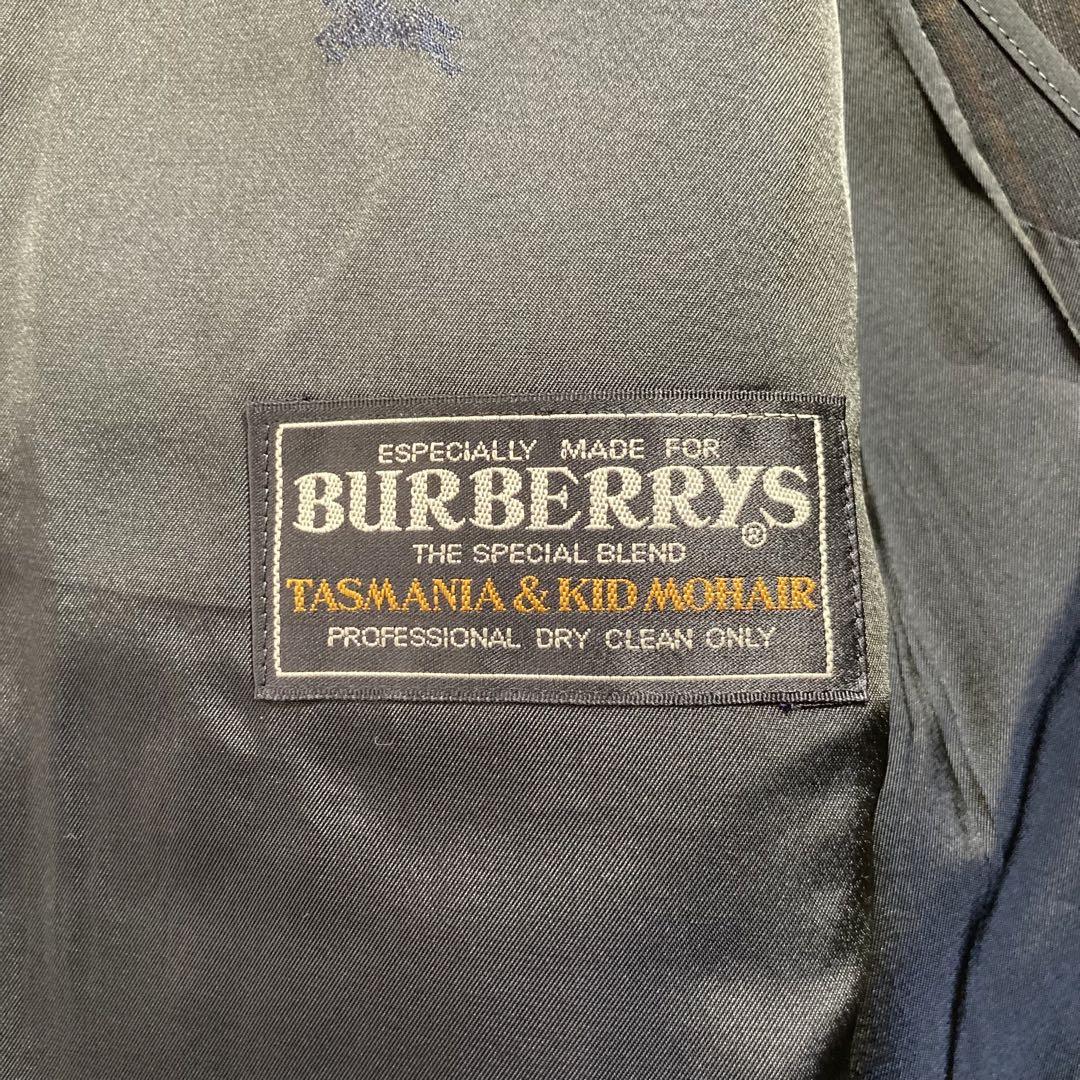 ESPECIALLY MADE FOR
BURBERRYS®
THE SPECIAL BLEND
TASMANIA & KID MOHAIR
PROFESSIONAL DRY CLEAN ONLY